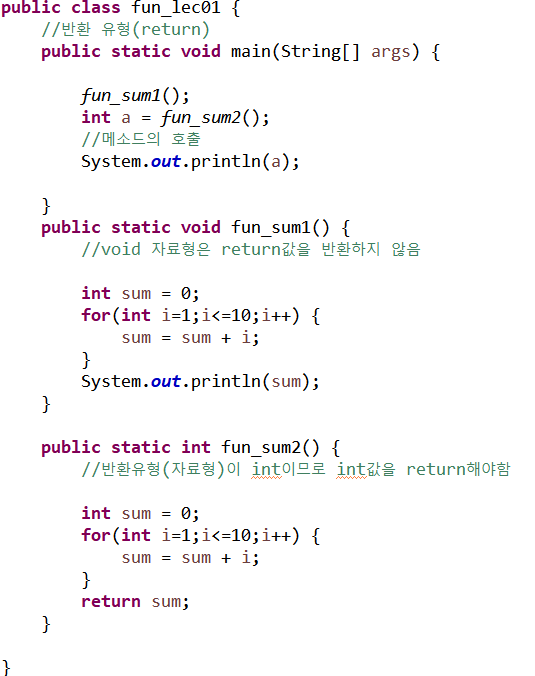 public class fun_lec01 {
    //반환 유형(return)
    public static void main(String[] args) {

        fun_sum1();
        int a = fun_sum2();
        //메소드의 호출
        System.out.println(a);

    }
    public static void fun_sum1() {
        //void 자료형은 return값을 반환하지 않음

        int sum = 0;
        for(int i=1;i<=10;i++) {
            sum = sum + i;
        }
        System.out.println(sum);
    }

    public static int fun_sum2() {
        //반환유형(자료형)이 int이므로 int값을 return해야함

        int sum = 0;
        for(int i=1;i<=10;i++) {
            sum = sum + i;
        }
        return sum;
    }

}